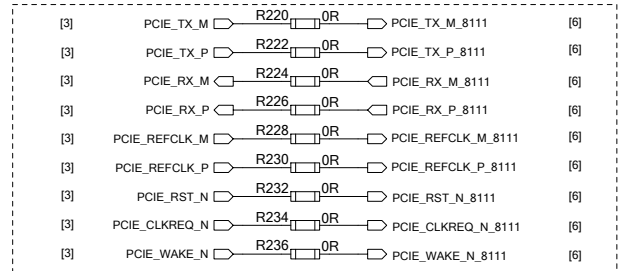 [3] PCIE_TX_M R220 0R PCIE_TX_M_8111 [6]
[3] PCIE_TX_P R222 0R PCIE_TX_P_8111 [6]
[3] PCIE_RX_M R224 0R PCIE_RX_M_8111 [6]
[3] PCIE_RX_P R226 0R PCIE_RX_P_8111 [6]
[3] PCIE_REFCLK_M R228 0R PCIE_REFCLK_M_8111 [6]
[3] PCIE_REFCLK_P R230 0R PCIE_REFCLK_P_8111 [6]
[3] PCIE_RST_N R232 0R PCIE_RST_N_8111 [6]
[3] PCIE_CLKREQ_N R234 0R PCIE_CLKREQ_N_8111 [6]
[3] PCIE_WAKE_N R236 0R PCIE_WAKE_N_8111 [6]